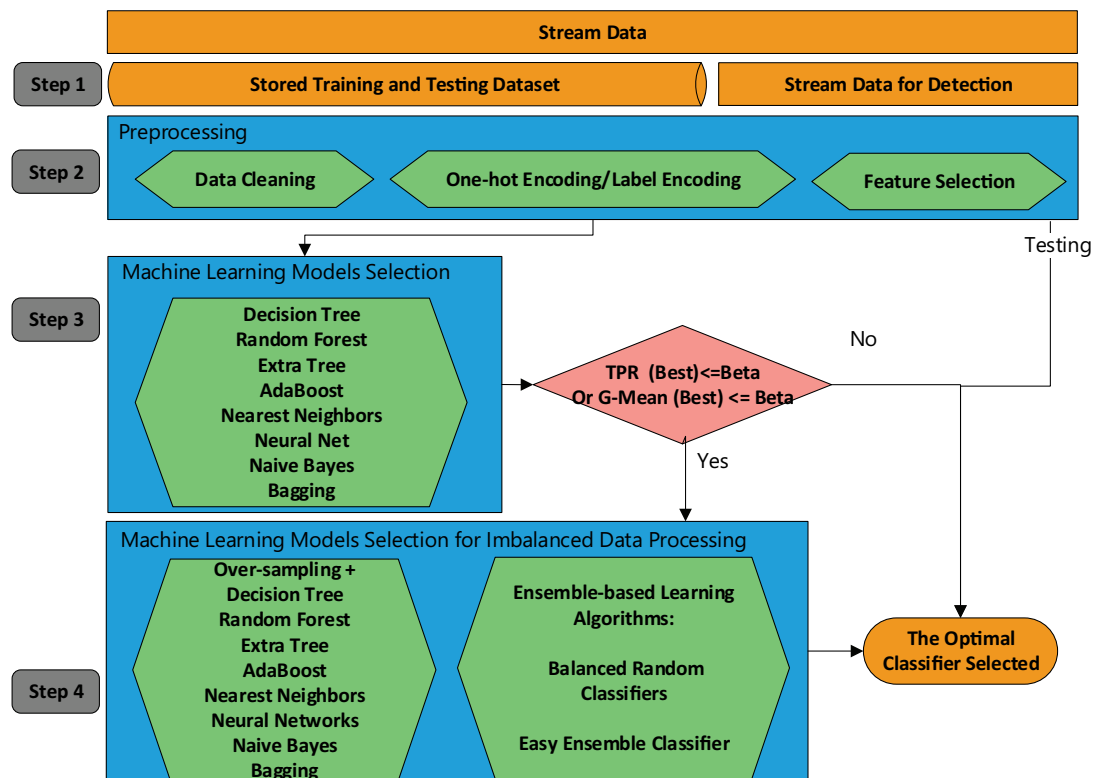 Stream Data
Step 1
Stored Training and Testing Dataset
Stream Data for Detection
Step 2
Preprocessing
Data Cleaning
One-hot Encoding/Label Encoding
Feature Selection
Testing
Step 3
Machine Learning Models Selection
Decision Tree
Random Forest
Extra Tree
AdaBoost
Nearest Neighbors
Neural Net
Naive Bayes
Bagging
TPR (Best)<=Beta
Or G-Mean (Best) <= Beta
No
Yes
Step 4
Machine Learning Models Selection for Imbalanced Data Processing
Over-sampling +
Decision Tree
Random Forest
Extra Tree
AdaBoost
Nearest Neighbors
Neural Networks
Naive Bayes
Bagging
Ensemble-based Learning
Algorithms:
Balanced Random
Classifiers
Easy Ensemble Classifier
The Optimal
Classifier Selected